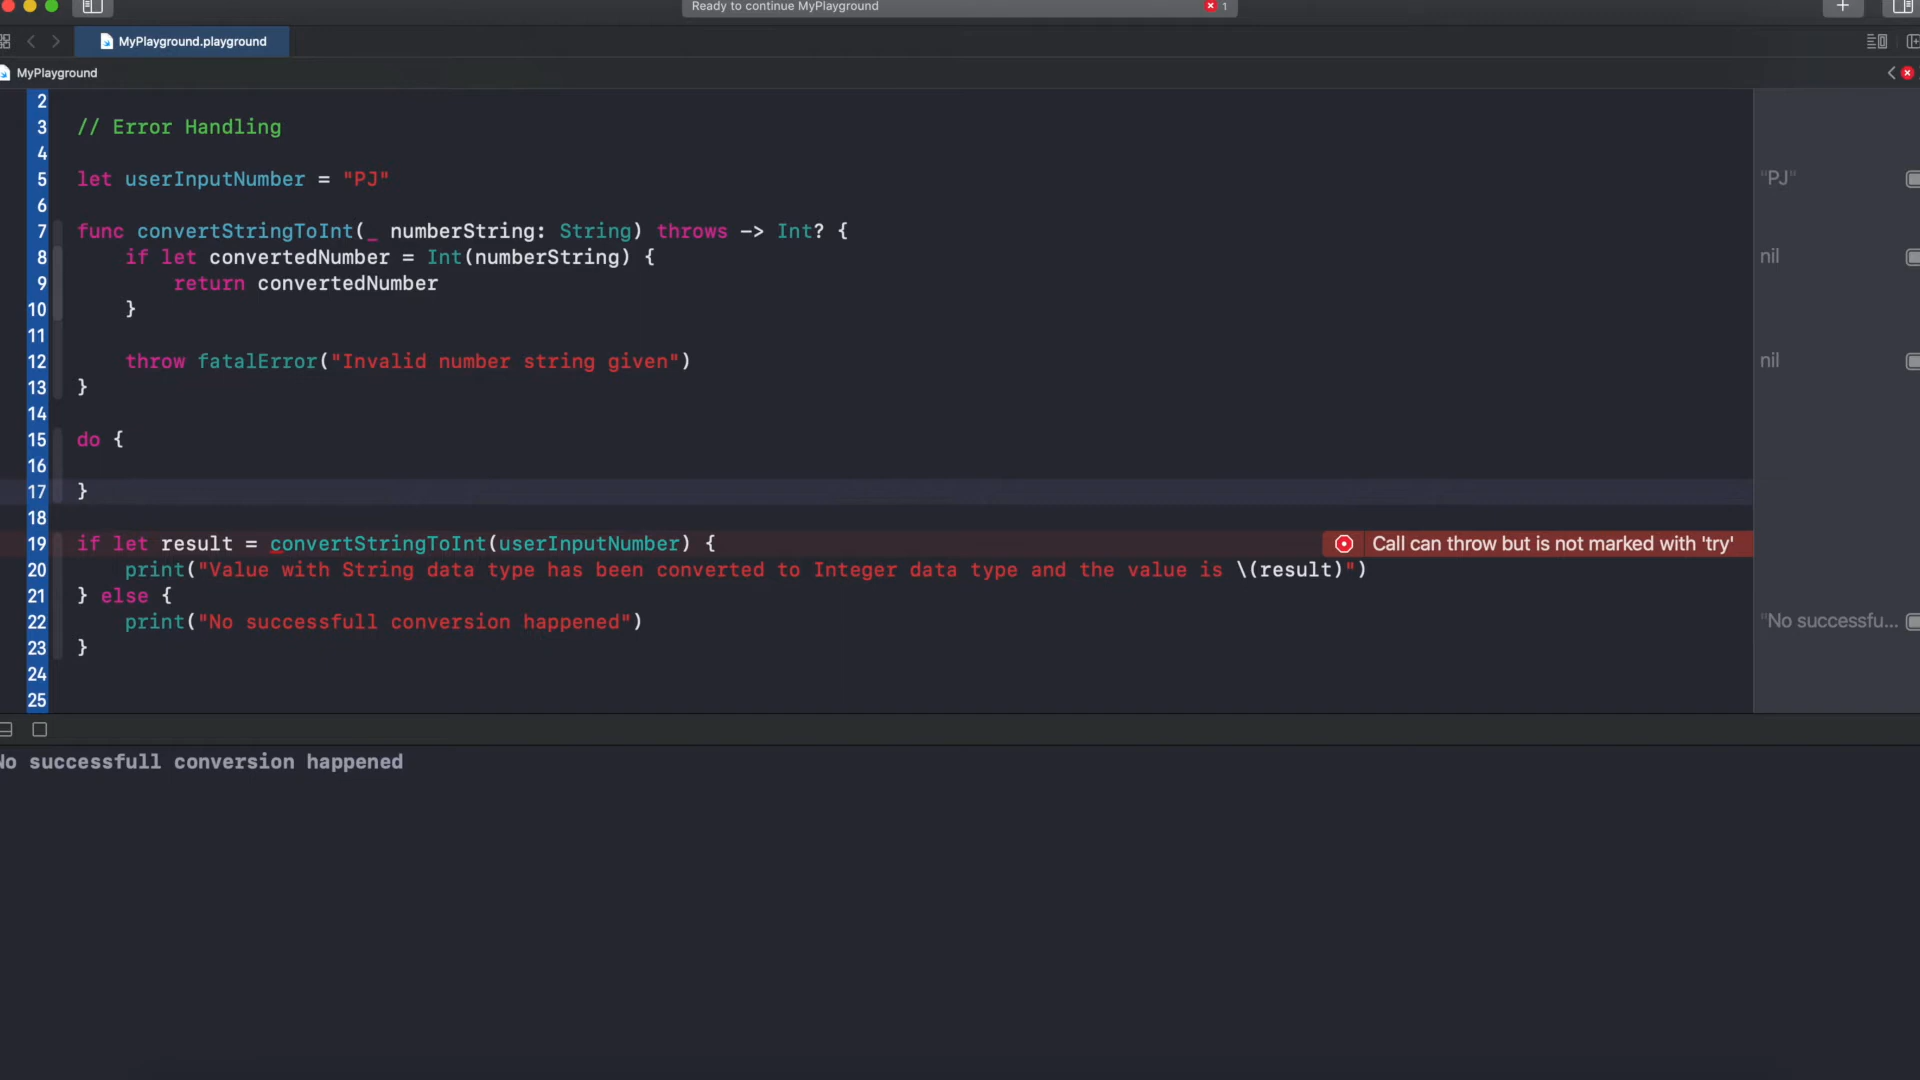 Ready to continue MyPlayground 1
MyPlayground.playground
MyPlayground
2
3 // Error Handling
4
5 let userInputNumber = "PJ" "PJ"
6
7 func convertStringToInt(_ numberString: String) throws -> Int? {
8 if let convertedNumber = Int(numberString) { nil
9 return convertedNumber
10 }
11
12 throw fatalError("Invalid number string given") nil
13 }
14
15 do {
16
17 }
18
19 if let result = convertStringToInt(userInputNumber) { Call can throw but is not marked with 'try'
20 print("Value with String data type has been converted to Integer data type and the value is \(result)")
21 } else {
22 print("No successfull conversion happened") "No successfu...
23 }
24
25
No successfull conversion happened